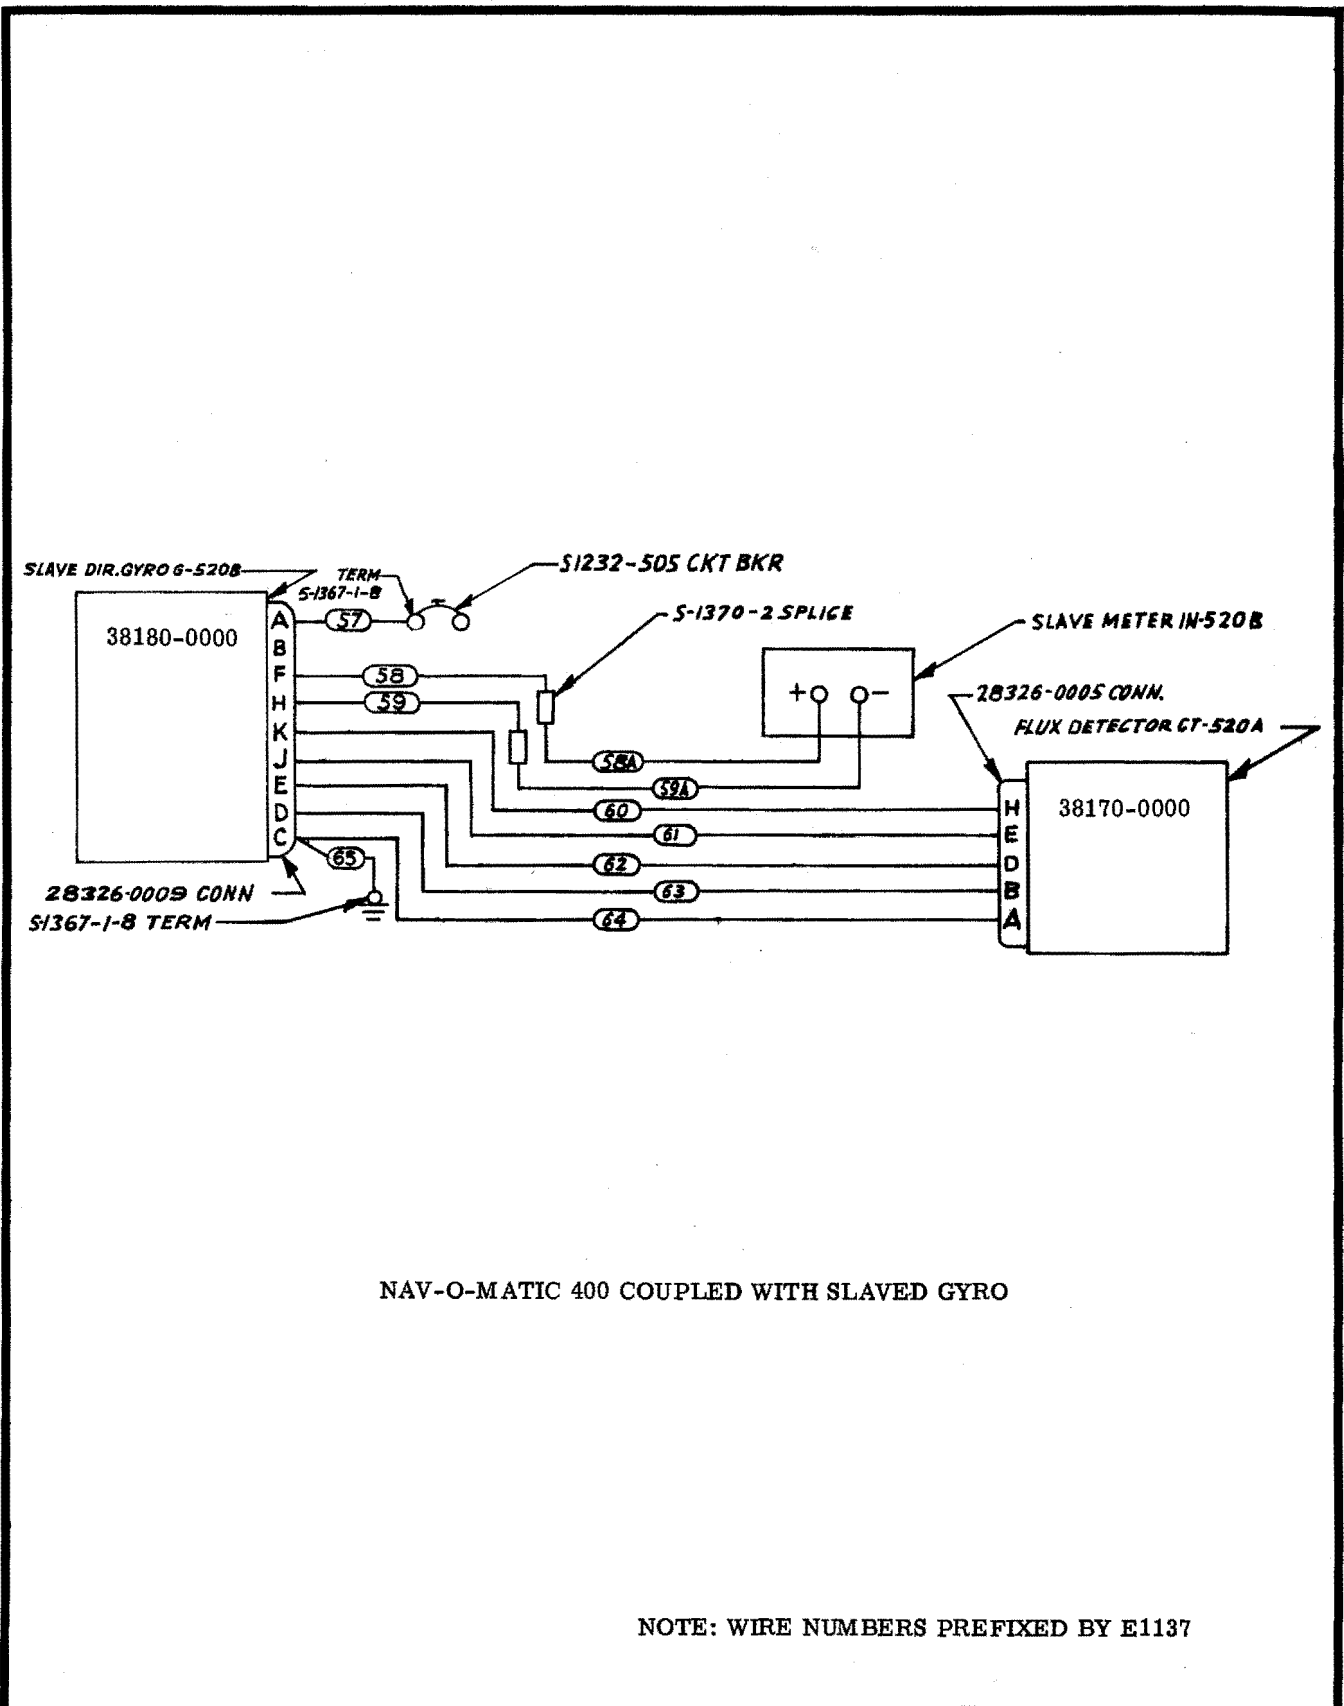 SLAVE DIR. GYRO G-520B
TERM
S-1367-1-8
S1232-505 CKT BKR
S-1370-2 SPLICE
SLAVE METER IN-520B
28326-0005 CONN.
FLUX DETECTOR CT-520A
38180-0000
A
B
F
H
K
J
E
D
C
57
58
59
58A
59A
60
61
62
63
64
65
+ -
H
E
D
B
A
38170-0000
28326-0009 CONN
S1367-1-8 TERM
NAV-O-MATIC 400 COUPLED WITH SLAVED GYRO
NOTE: WIRE NUMBERS PREFIXED BY E1137